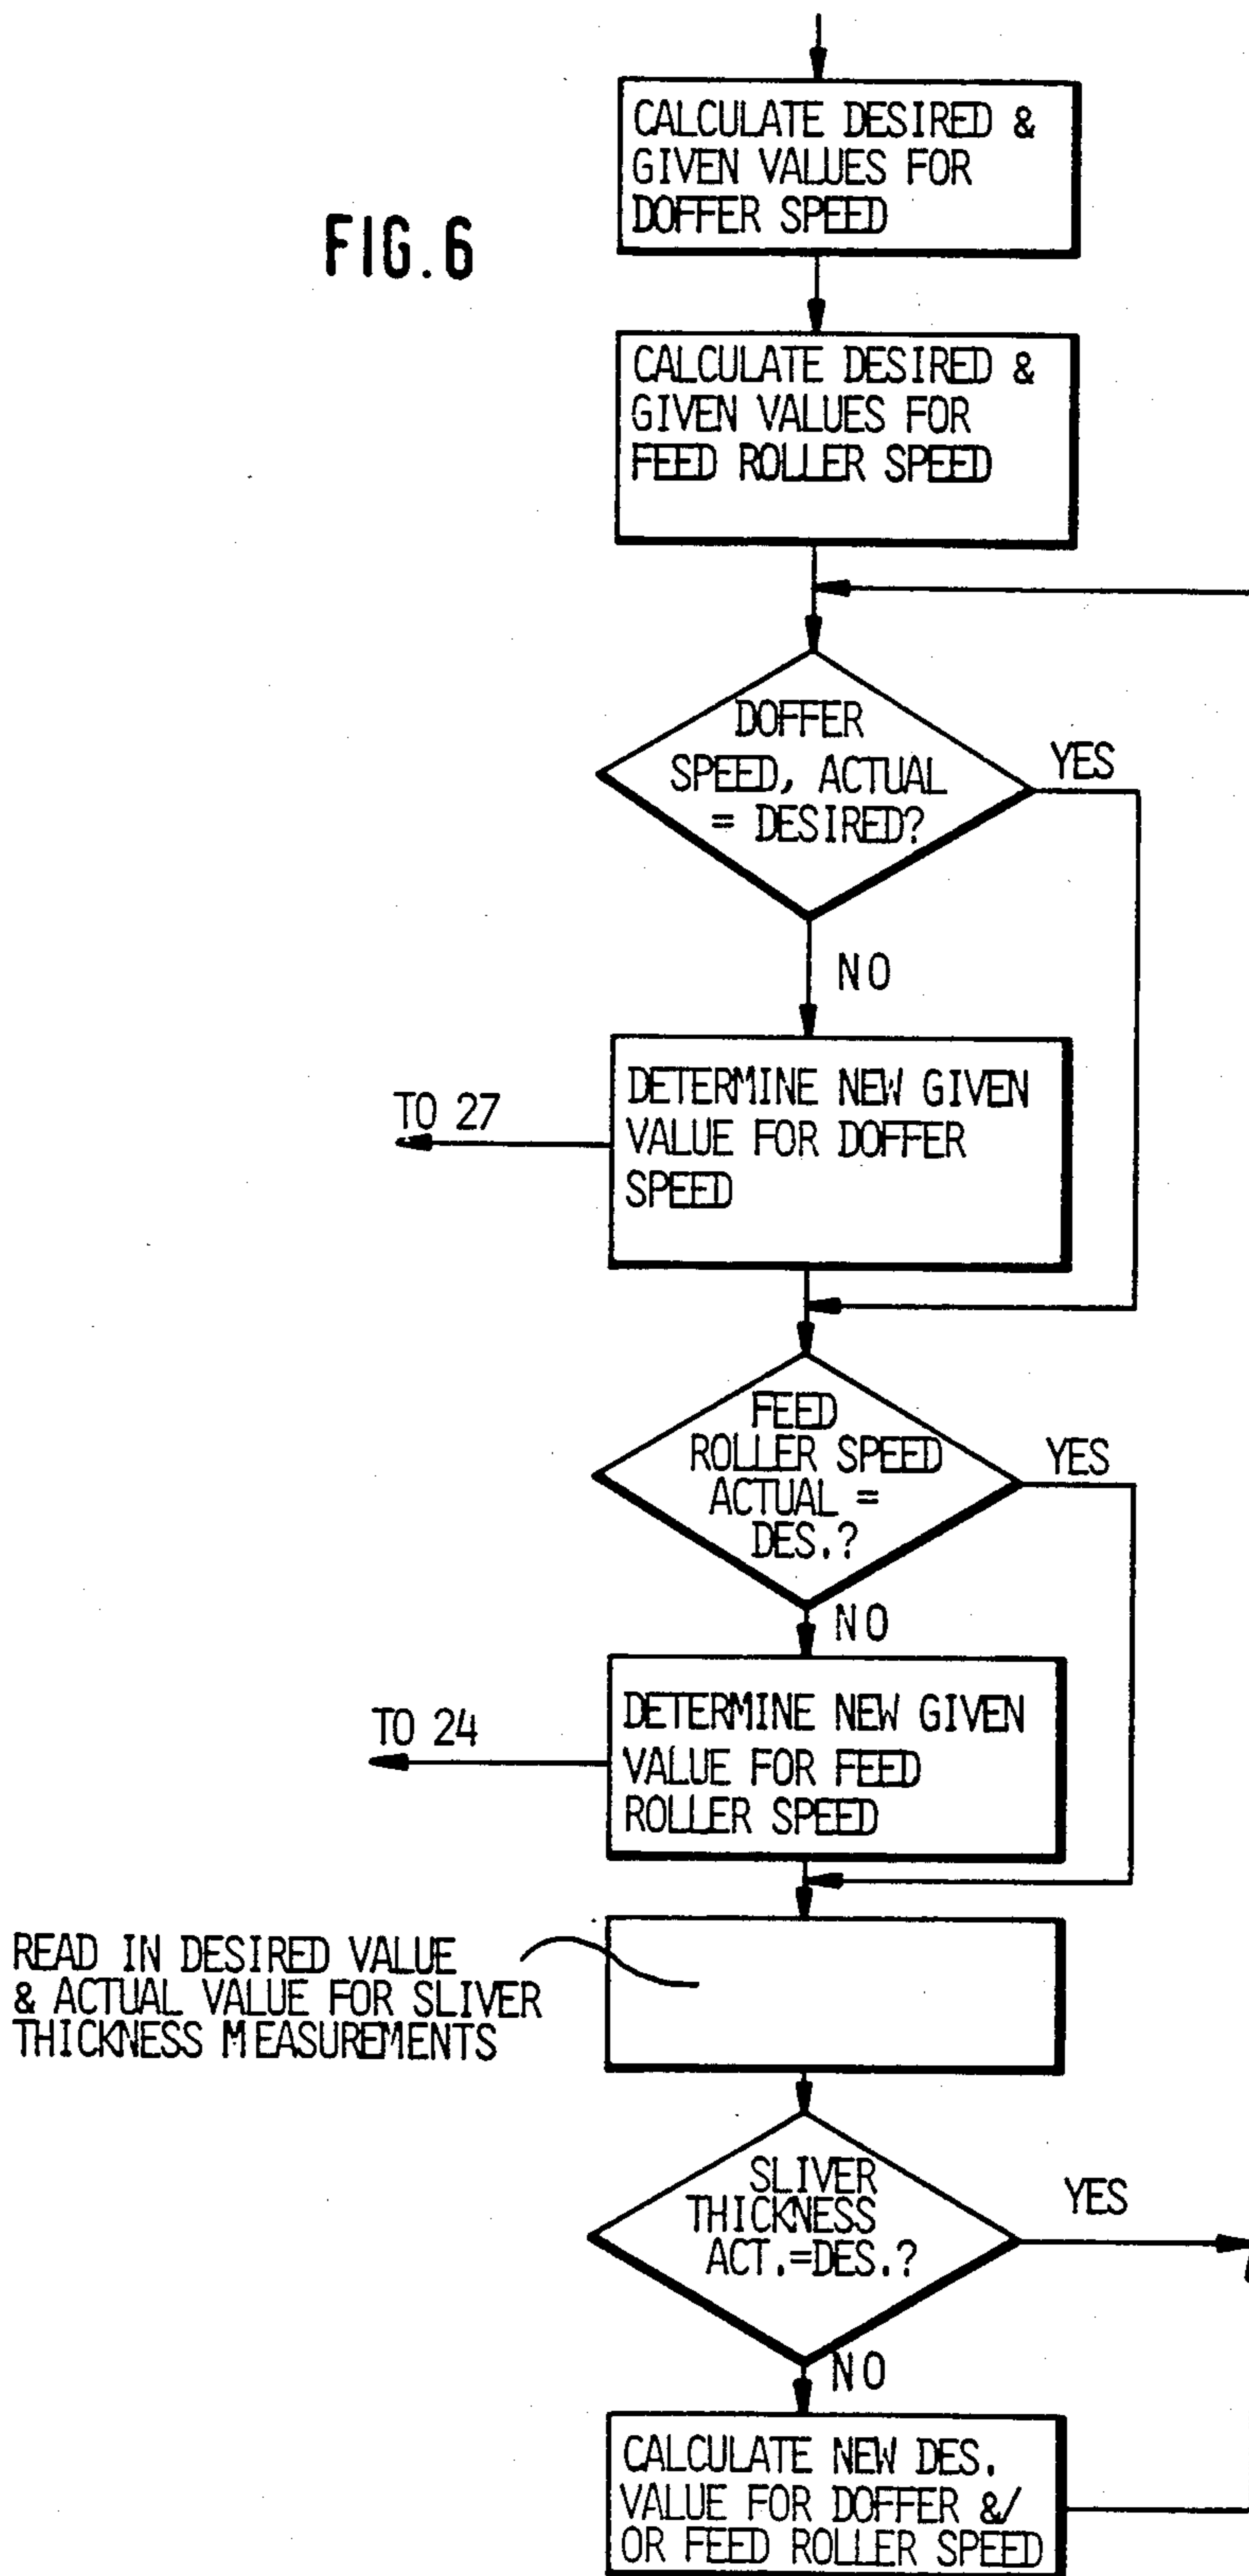 FIG.6
CALCULATE DESIRED &
GIVEN VALUES FOR
DOFFER SPEED
CALCULATE DESIRED &
GIVEN VALUES FOR
FEED ROLLER SPEED
DOFFER
SPEED, ACTUAL
= DESIRED?
YES
NO
DETERMINE NEW GIVEN
VALUE FOR DOFFER
SPEED
TO 27
FEED
ROLLER SPEED
ACTUAL =
DES.?
YES
NO
DETERMINE NEW GIVEN
VALUE FOR FEED
ROLLER SPEED
TO 24
READ IN DESIRED VALUE
& ACTUAL VALUE FOR SLIVER
THICKNESS MEASUREMENTS
SLIVER
THICKNESS
ACT.=DES.?
YES
NO
CALCULATE NEW DES.
VALUE FOR DOFFER &/
OR FEED ROLLER SPEED